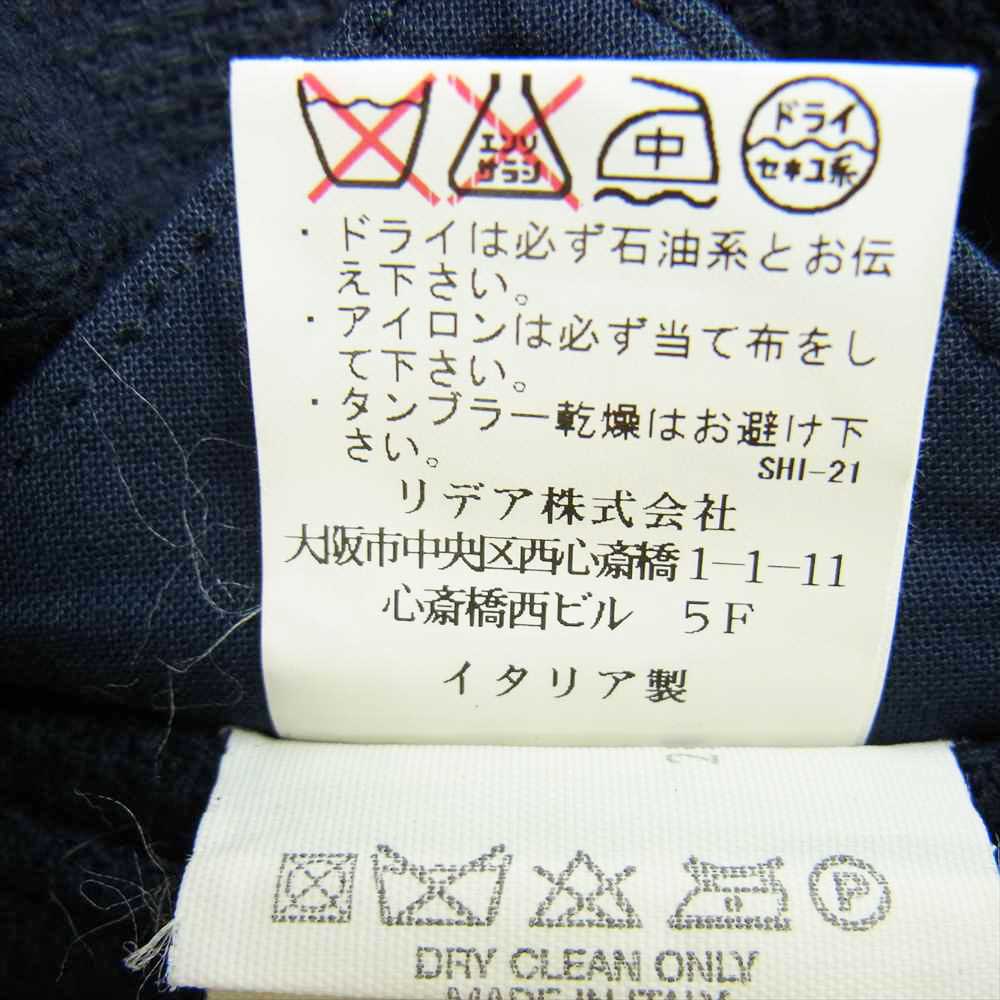 エンソ サラシ
中
ドライ
セキユ系
・ドライは必ず石油系とお伝
え下さい。
・アイロンは必ず当て布をし
て下さい。
・タンブラー乾燥はお避け下
さい。
SHI-21
リデア株式会社
大阪市中央区西心斎橋1-1-11
心斎橋西ビル 5F
イタリア製
P
DRY CLEAN ONLY
MADE IN ITALY